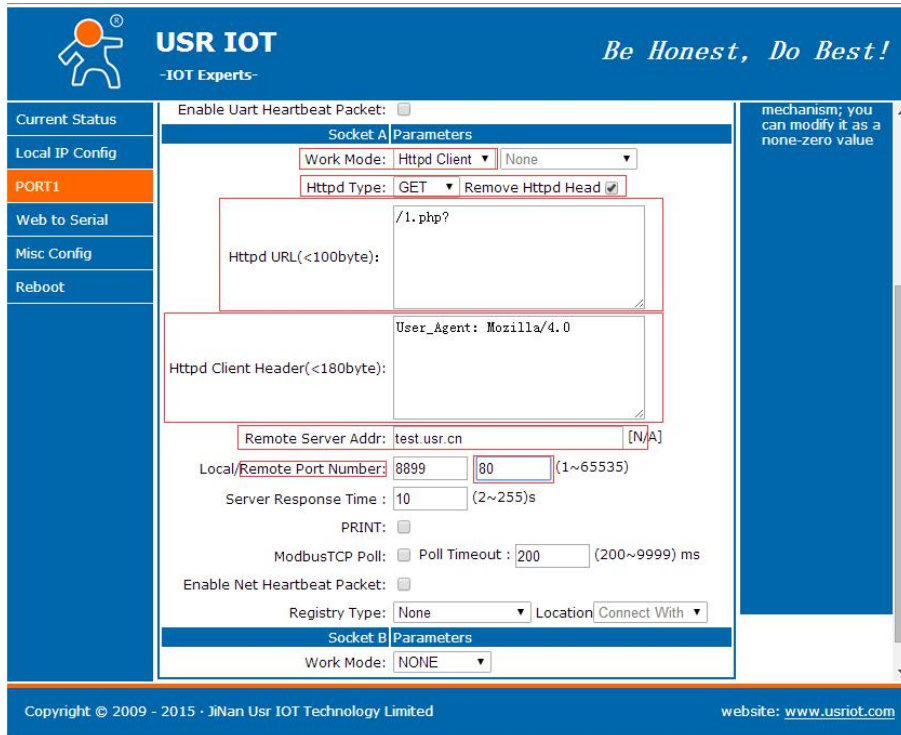 ®
USR IOT
-IOT Experts-
Be Honest, Do Best!
Current Status
Local IP Config
PORT1
Web to Serial
Misc Config
Reboot
Enable Uart Heartbeat Packet:
Socket A Parameters
Work Mode: Httpd Client None
Httpd Type: GET Remove Httpd Head
Httpd URL(<100byte): /1.php?
Httpd Client Header(<180byte): User_Agent: Mozilla/4.0
Remote Server Addr: test.usr.cn [N/A]
Local/Remote Port Number: 8899 80 (1~65535)
Server Response Time : 10 (2~255)s
PRINT:
ModbusTCP Poll: Poll Timeout : 200 (200~9999) ms
Enable Net Heartbeat Packet:
Registry Type: None Location Connect With
Socket B Parameters
Work Mode: NONE
mechanism; you
can modify it as a
none-zero value
Copyright © 2009 - 2015 · JiNan Usr IOT Technology Limited
website: www.usriot.com